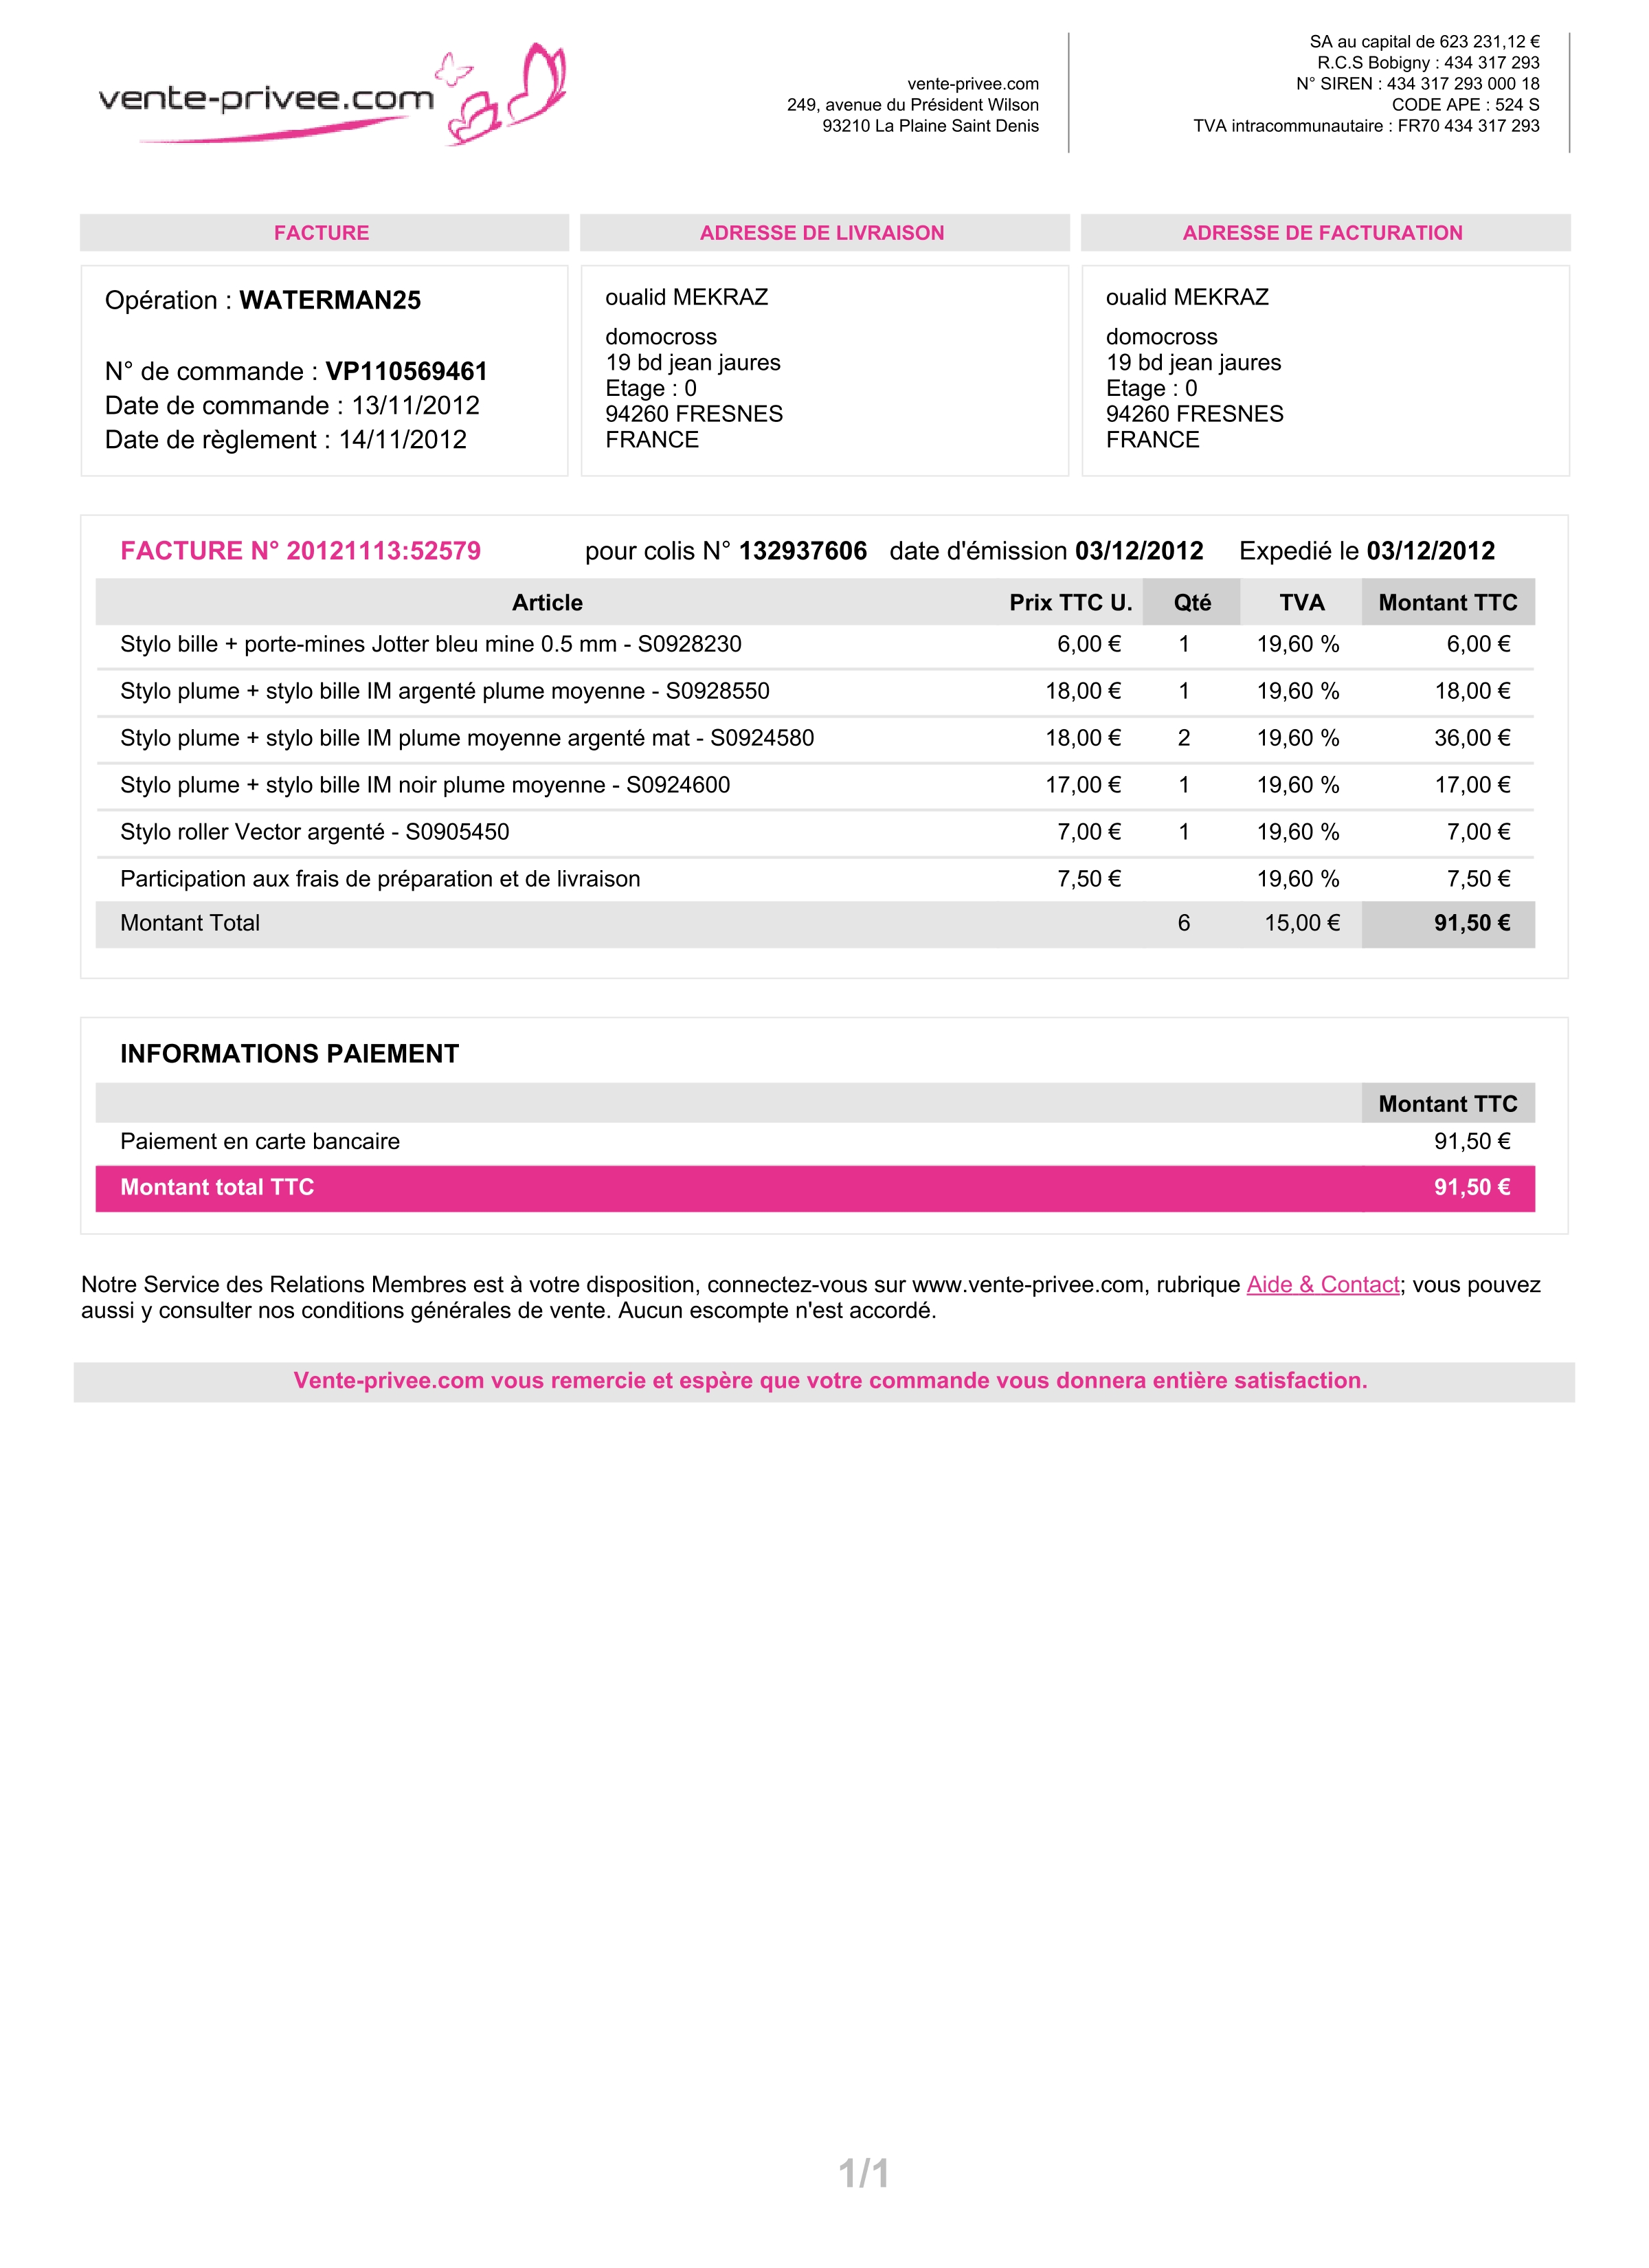 vente-privee.com
vente-privee.com
249, avenue du Président Wilson
93210 La Plaine Saint Denis
SA au capital de 623 231,12 €
R.C.S Bobigny : 434 317 293
N° SIREN : 434 317 293 000 18
CODE APE : 524 S
TVA intracommunautaire : FR70 434 317 293
FACTURE
Opération : WATERMAN25
N° de commande : VP110569461
Date de commande : 13/11/2012
Date de règlement : 14/11/2012
ADRESSE DE LIVRAISON
oualid MEKRAZ
domocross
19 bd jean jaures
Etage : 0
94260 FRESNES
FRANCE
ADRESSE DE FACTURATION
oualid MEKRAZ
domocross
19 bd jean jaures
Etage : 0
94260 FRESNES
FRANCE
FACTURE N° 20121113:52579 pour colis N° 132937606 date d'émission 03/12/2012 Expedié le 03/12/2012
Article Prix TTC U. Qté TVA Montant TTC
Stylo bille + porte-mines Jotter bleu mine 0.5 mm - S0928230 6,00 € 1 19,60 % 6,00 €
Stylo plume + stylo bille IM argenté plume moyenne - S0928550 18,00 € 1 19,60 % 18,00 €
Stylo plume + stylo bille IM plume moyenne argenté mat - S0924580 18,00 € 2 19,60 % 36,00 €
Stylo plume + stylo bille IM noir plume moyenne - S0924600 17,00 € 1 19,60 % 17,00 €
Stylo roller Vector argenté - S0905450 7,00 € 1 19,60 % 7,00 €
Participation aux frais de préparation et de livraison 7,50 € 19,60 % 7,50 €
Montant Total 6 15,00 € 91,50 €
INFORMATIONS PAIEMENT
Montant TTC
Paiement en carte bancaire 91,50 €
Montant total TTC 91,50 €
Notre Service des Relations Membres est à votre disposition, connectez-vous sur www.vente-privee.com, rubrique Aide & Contact; vous pouvez
aussi y consulter nos conditions générales de vente. Aucun escompte n'est accordé.
Vente-privee.com vous remercie et espère que votre commande vous donnera entière satisfaction.
1/1